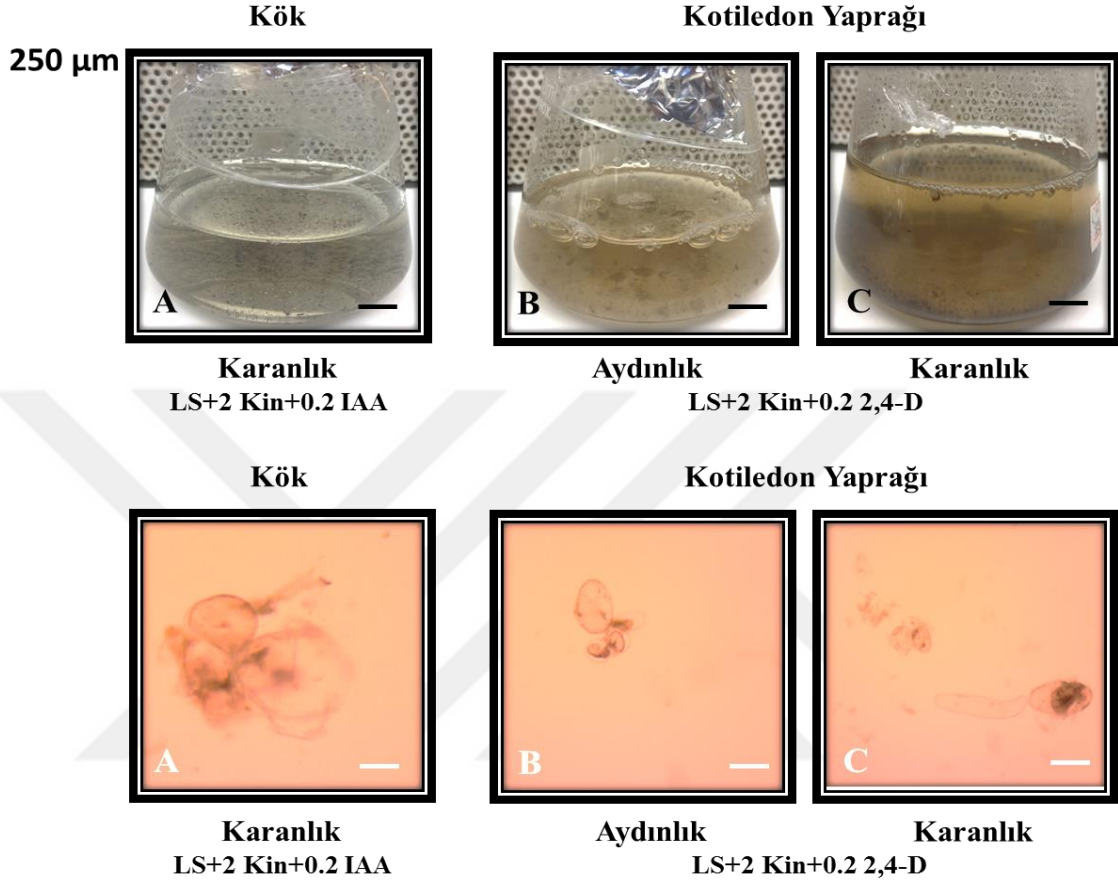 Kök
Kotiledon Yaprağı
250 µm
A
B
C
Karanlık
LS+2 Kin+0.2 IAA
Aydınlık
Karanlık
LS+2 Kin+0.2 2,4-D
Kök
Kotiledon Yaprağı
A
B
C
Karanlık
LS+2 Kin+0.2 IAA
Aydınlık
Karanlık
LS+2 Kin+0.2 2,4-D